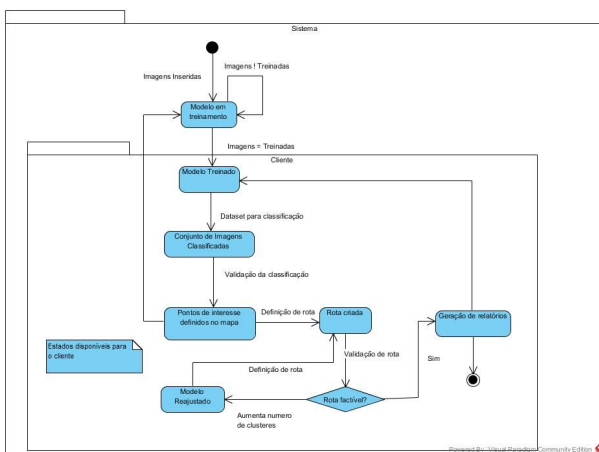 Sistema
Imagens ! Treinadas
Imagens Inseridas
Modelo em
treinamento
Imagens = Treinadas
Cliente
Modelo Treinado
Dataset para classificação
Conjunto de Imagens
Classificadas
Validação da classificação
Pontos de interesse
definidos no mapa
Definição de rota
Rota criada
Geração de relatórios
Estados disponíveis para
o cliente
Validação de rota
Sim
Definição de rota
Modelo
Reajustado
Rota factível?
Aumenta numero
de clusteres
Powered By Visual Paradigm Community Edition